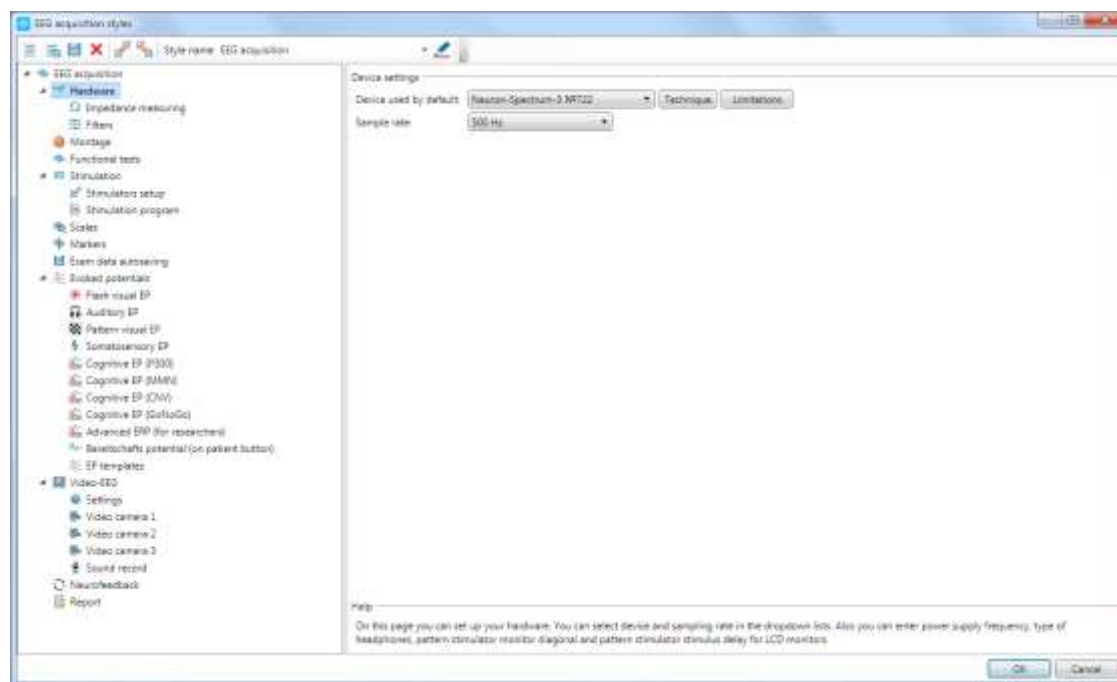 EEG acquisition styles
Style name EEG acquisition
EEG acquisition
Hardware
Impedance measuring
Filters
Montage
Functional tests
Stimulation
Stimulators setup
Stimulation program
Scales
Markers
Exam data autosaving
Evoked potentials
Flash visual EP
Auditory EP
Pattern visual EP
Somatosensory EP
Cognitive EP (P300)
Cognitive EP (MMN)
Cognitive EP (CNV)
Cognitive EP (GoNoGo)
Advanced ERP (for researchers)
Bereitschafts potential (on patient button)
EP templates
Video-EEG
Settings
Video camera 1
Video camera 2
Video camera 3
Sound record
Neurofeedback
Report
Device settings
Device used by default Neuron-Spectrum-3 Technique Limitations
Sample rate 500 Hz
Help
On this page you can set up your hardware. You can select device and sampling rate in the dropdown lists. Also you can enter power supply frequency, type of
headphones, pattern stimulator monitor diagonal and pattern stimulator stimulus delay for LCD monitors.
OK Cancel